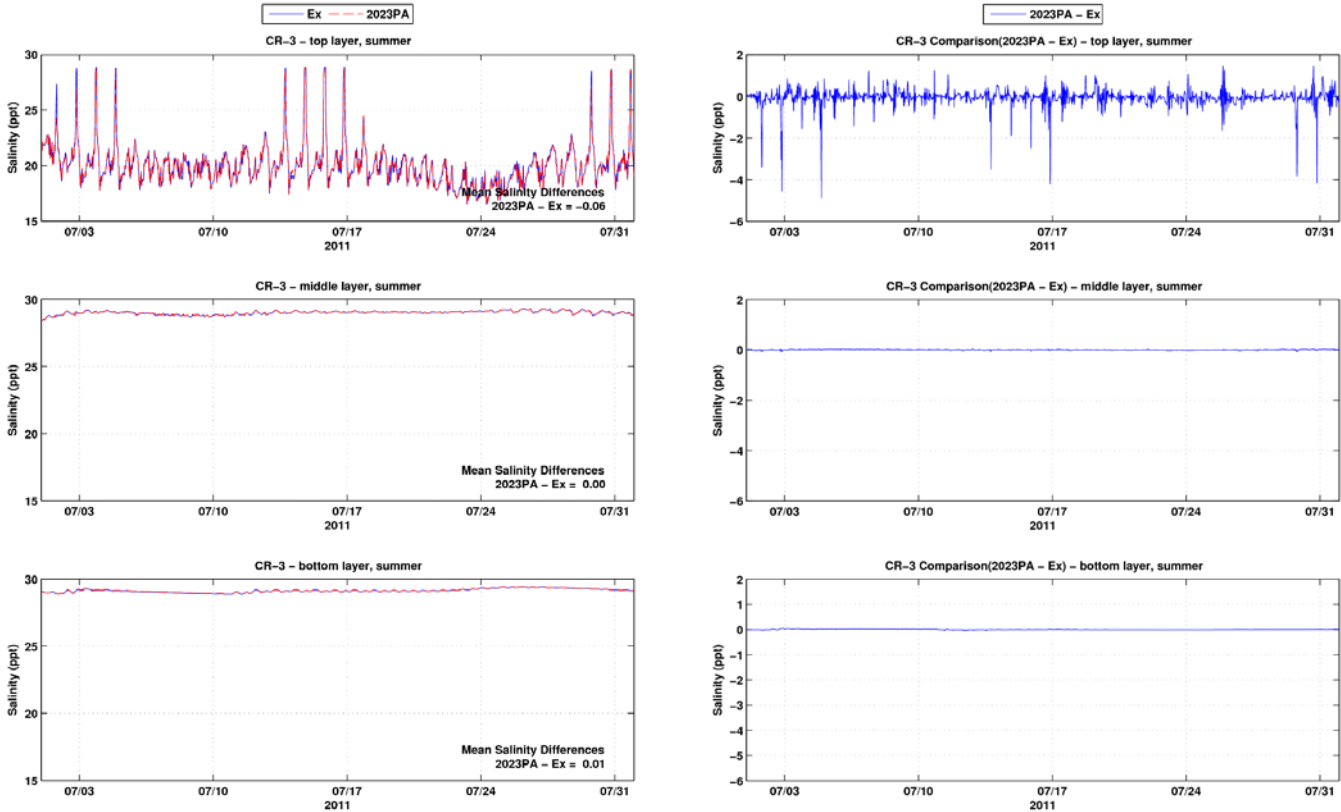 Ex 2023PA
CR−3 − top layer, summer
30
25
20
15
Salinity (ppt)
Mean Salinity Differences
2023PA − Ex = −0.06
07/03 07/10 07/17 07/24 07/31
2011
CR−3 − middle layer, summer
30
25
20
15
Salinity (ppt)
Mean Salinity Differences
2023PA − Ex = 0.00
07/03 07/10 07/17 07/24 07/31
2011
CR−3 − bottom layer, summer
30
25
20
15
Salinity (ppt)
Mean Salinity Differences
2023PA − Ex = 0.01
07/03 07/10 07/17 07/24 07/31
2011
2023PA − Ex
CR−3 Comparison(2023PA − Ex) − top layer, summer
2
0
−2
−4
−6
Salinity (ppt)
07/03 07/10 07/17 07/24 07/31
2011
CR−3 Comparison(2023PA − Ex) − middle layer, summer
2
0
−2
−4
−6
Salinity (ppt)
07/03 07/10 07/17 07/24 07/31
2011
CR−3 Comparison(2023PA − Ex) − bottom layer, summer
2
1
0
−1
−2
−3
−4
−5
−6
Salinity (ppt)
07/03 07/10 07/17 07/24 07/31
2011